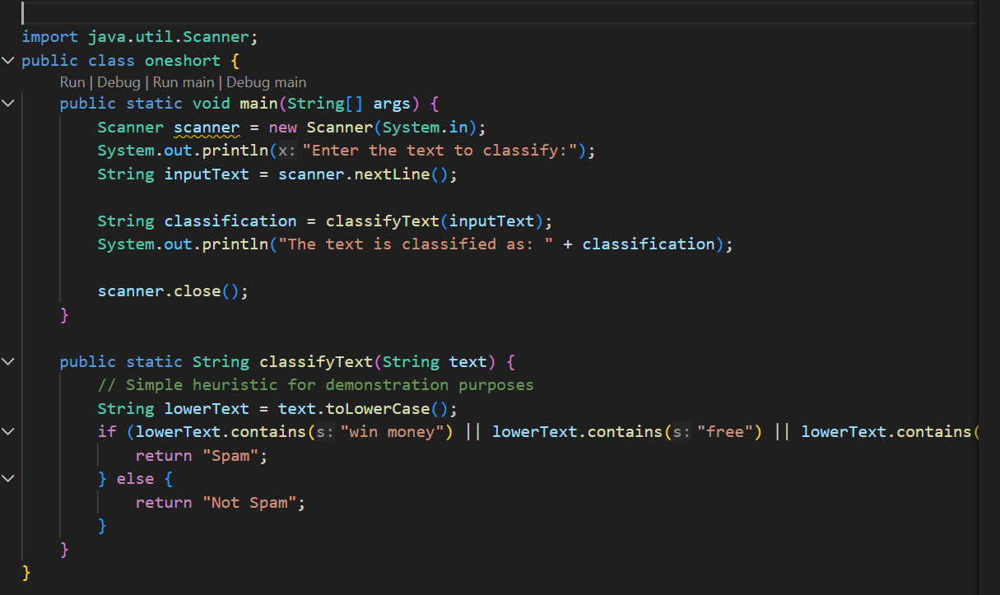 import java.util.Scanner;
public class oneshort {
Run | Debug | Run main | Debug main
public static void main(String[] args) {
Scanner scanner = new Scanner(System.in);
System.out.println(x: "Enter the text to classify:");
String inputText = scanner.nextLine();
String classification = classifyText(inputText);
System.out.println("The text is classified as: " + classification);
scanner.close();
}
public static String classifyText(String text) {
// Simple heuristic for demonstration purposes
String lowerText = text.toLowerCase();
if (lowerText.contains(s: "win money") || lowerText.contains(s: "free") || lowerText.contains(
return "Spam";
} else {
return "Not Spam";
}
}
}